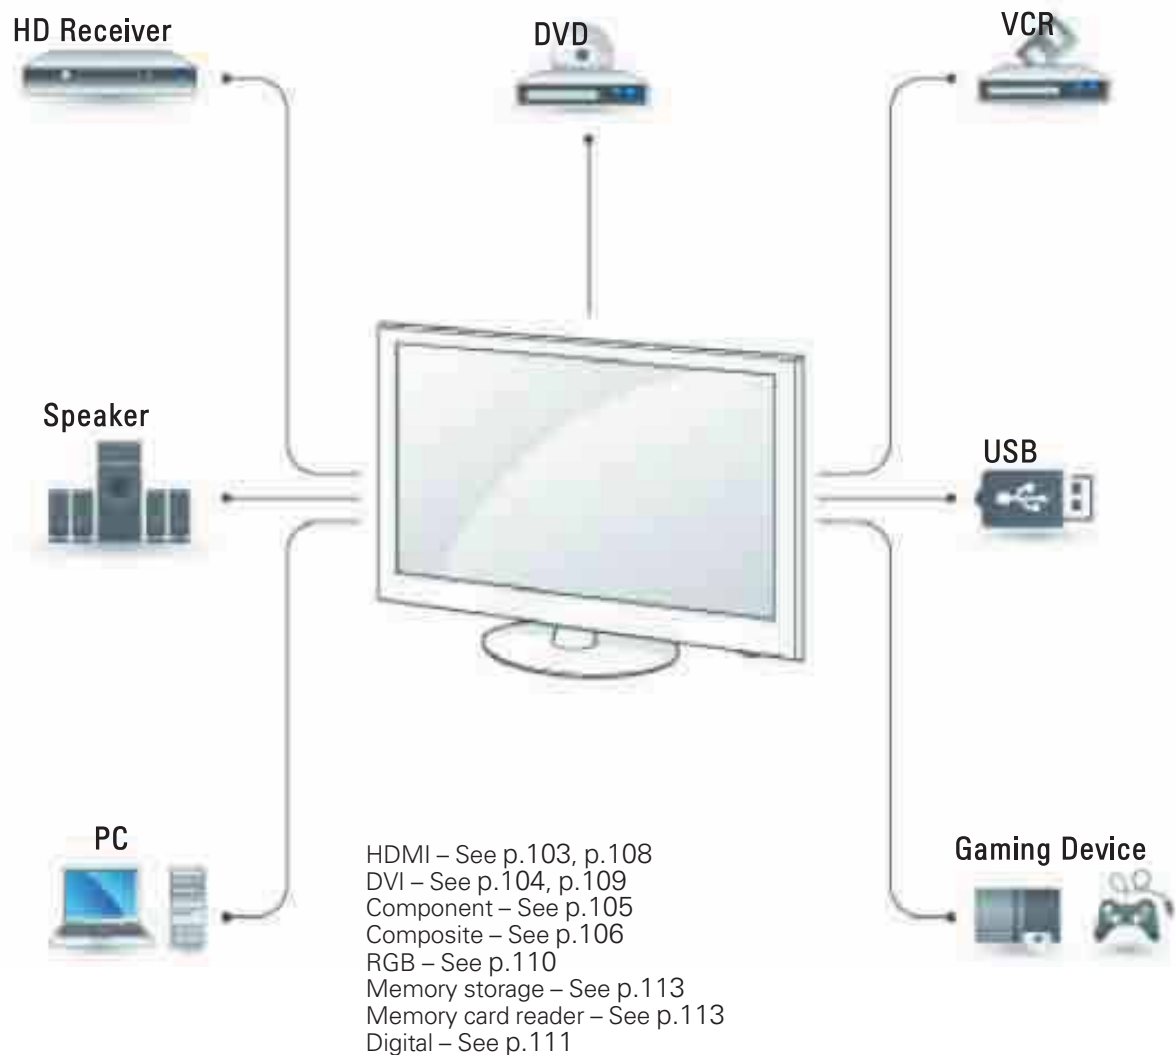 HD Receiver
DVD
VCR
Speaker
USB
PC
Gaming Device
HDMI – See p.103, p.108
DVI – See p.104, p.109
Component – See p.105
Composite – See p.106
RGB – See p.110
Memory storage – See p.113
Memory card reader – See p.113
Digital – See p.111